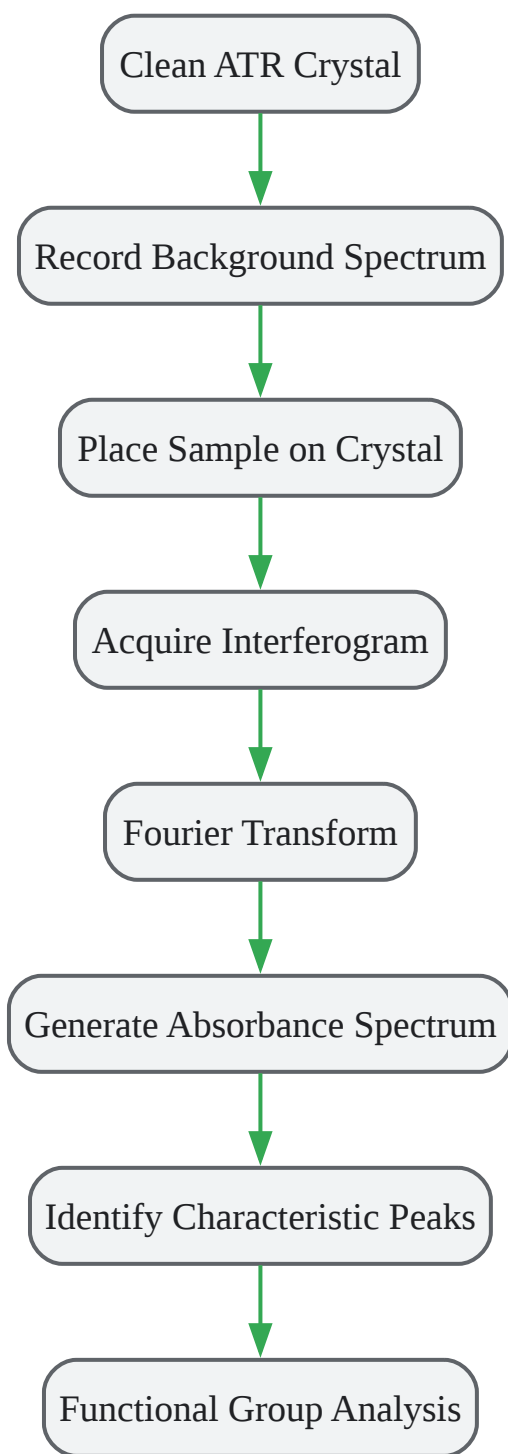 Clean ATR Crystal
Record Background Spectrum
Place Sample on Crystal
Acquire Interferogram
Fourier Transform
Generate Absorbance Spectrum
Identify Characteristic Peaks
Functional Group Analysis